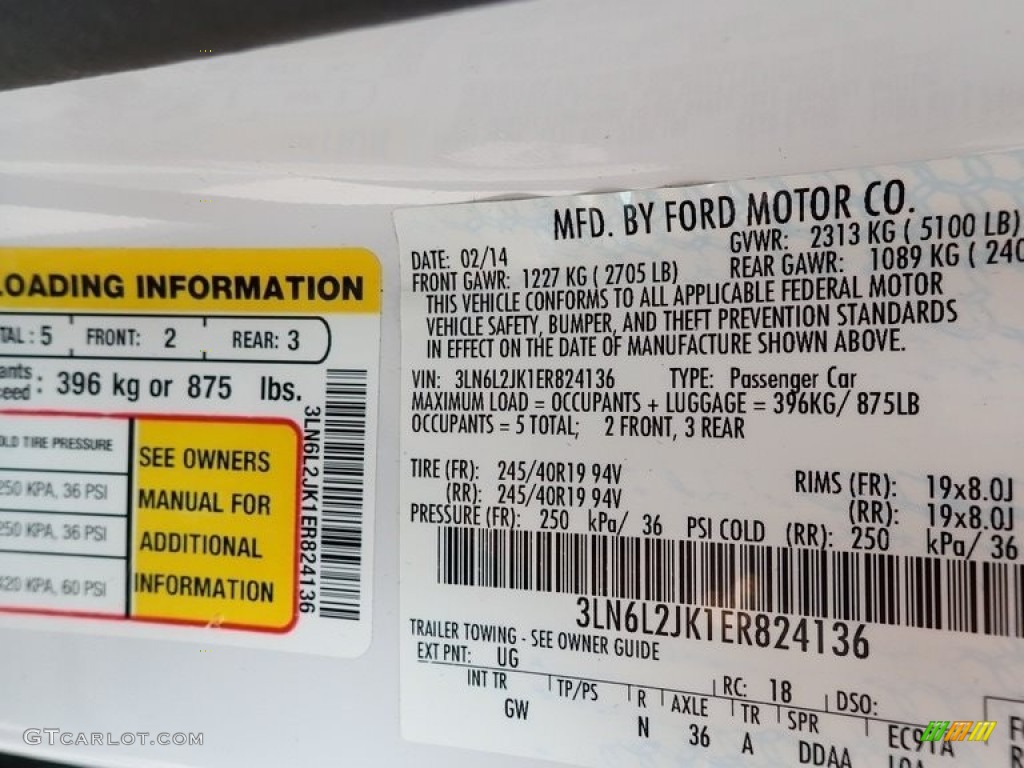 LOADING INFORMATION
TAL : 5 FRONT: 2 REAR: 3
ants
eed : 396 kg or 875 lbs.
OLD TIRE PRESSURE
250 KPA, 36 PSI
250 KPA, 36 PSI
420 KPA, 60 PSI
SEE OWNERS
MANUAL FOR
ADDITIONAL
INFORMATION
3LN6L2JK1ER824136
MFD. BY FORD MOTOR CO.
DATE: 02/14 GVWR: 2313 KG ( 5100 LB)
FRONT GAWR: 1227 KG ( 2705 LB) REAR GAWR: 1089 KG ( 240
THIS VEHICLE CONFORMS TO ALL APPLICABLE FEDERAL MOTOR
VEHICLE SAFETY, BUMPER, AND THEFT PREVENTION STANDARDS
IN EFFECT ON THE DATE OF MANUFACTURE SHOWN ABOVE.
VIN: 3LN6L2JK1ER824136 TYPE: Passenger Car
MAXIMUM LOAD = OCCUPANTS + LUGGAGE = 396KG/ 875LB
OCCUPANTS = 5 TOTAL; 2 FRONT, 3 REAR
TIRE (FR): 245/40R19 94V RIMS (FR): 19x8.0J
(RR): 245/40R19 94V (RR): 19x8.0J
PRESSURE (FR): 250 kPa/ 36 PSI COLD (RR): 250 kPa/ 36
3LN6L2JK1ER824136
TRAILER TOWING - SEE OWNER GUIDE
EXT PNT: UG RC: 18 DSO:
INT TR TP/PS R AXLE TR SPR
GW N 36 A DDAA EC91A
GTCARLOT.COM